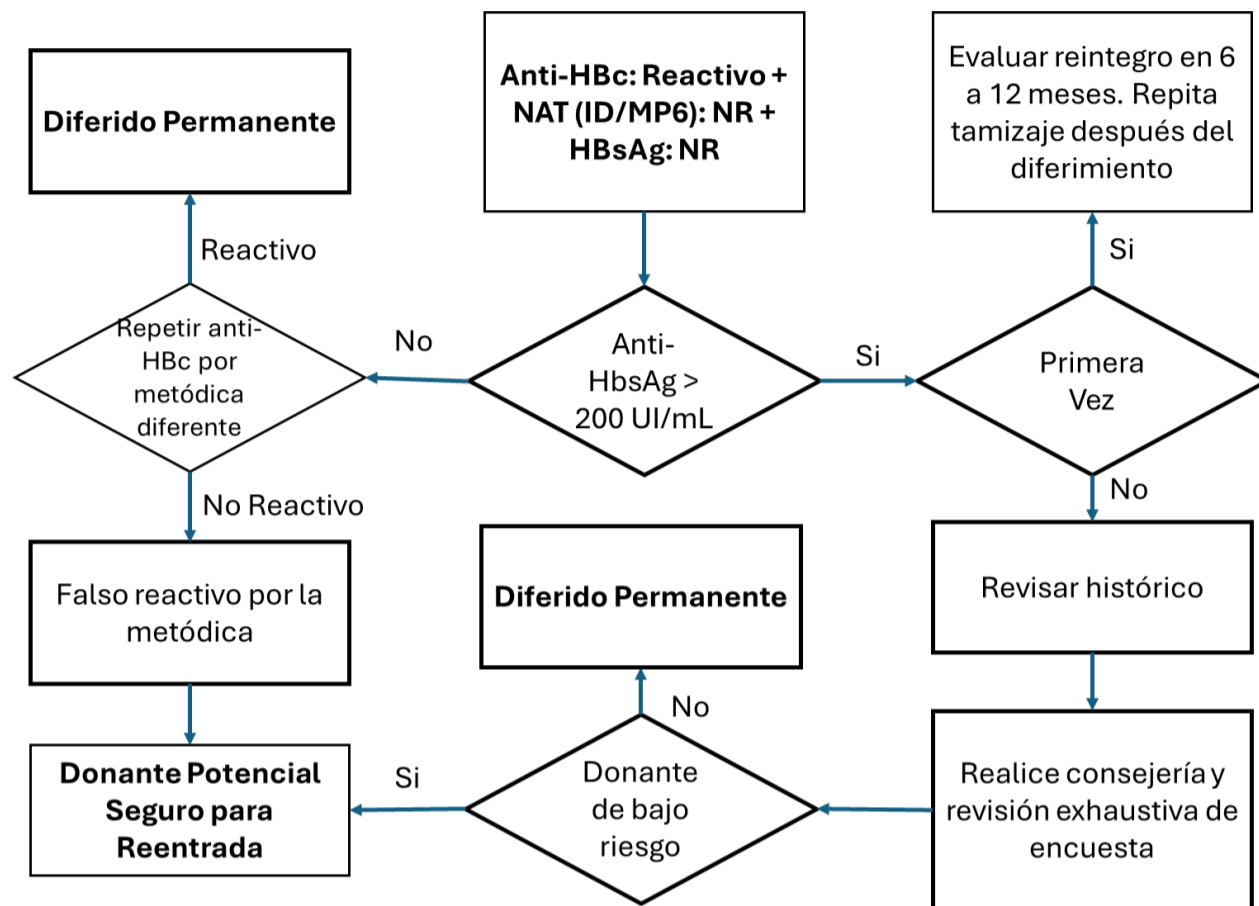 Diferido Permanente
Anti-HBc: Reactivo +
NAT (ID/MP6): NR +
HBsAg: NR
Evaluar reintegro en 6
a 12 meses. Repita
tamizaje después del
diferimiento
Reactivo
Si
Repetir anti-
HBc por
metódica
diferente
No
Anti-
HbsAg >
200 UI/mL
Si
Primera
Vez
No Reactivo
No
Falso reactivo por la
metódica
Diferido Permanente
Revisar histórico
No
Donante Potencial
Seguro para
Reentrada
Si
Donante
de bajo
riesgo
Realice consejería y
revisión exhaustiva de
encuesta